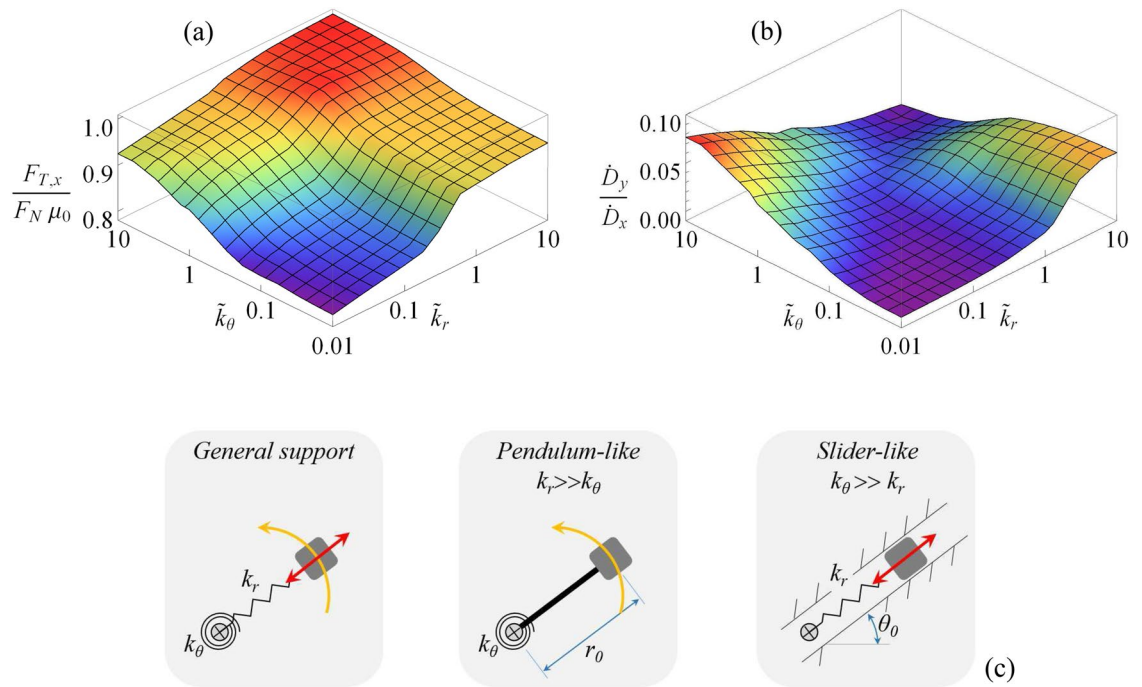 (a)
1.0
0.9
0.8
F_{T,x}
F_N μ_0
10
1
0.1
0.01
k̃_θ
0.1
1
10
k̃_r
(b)
0.10
0.05
0.00
Ḋ_y
Ḋ_x
10
1
0.1
0.01
k̃_θ
0.1
1
10
k̃_r
General support
k_r
k_θ
Pendulum-like
k_r>>k_θ
k_θ
r_0
Slider-like
k_θ>> k_r
k_r
θ_0
(c)